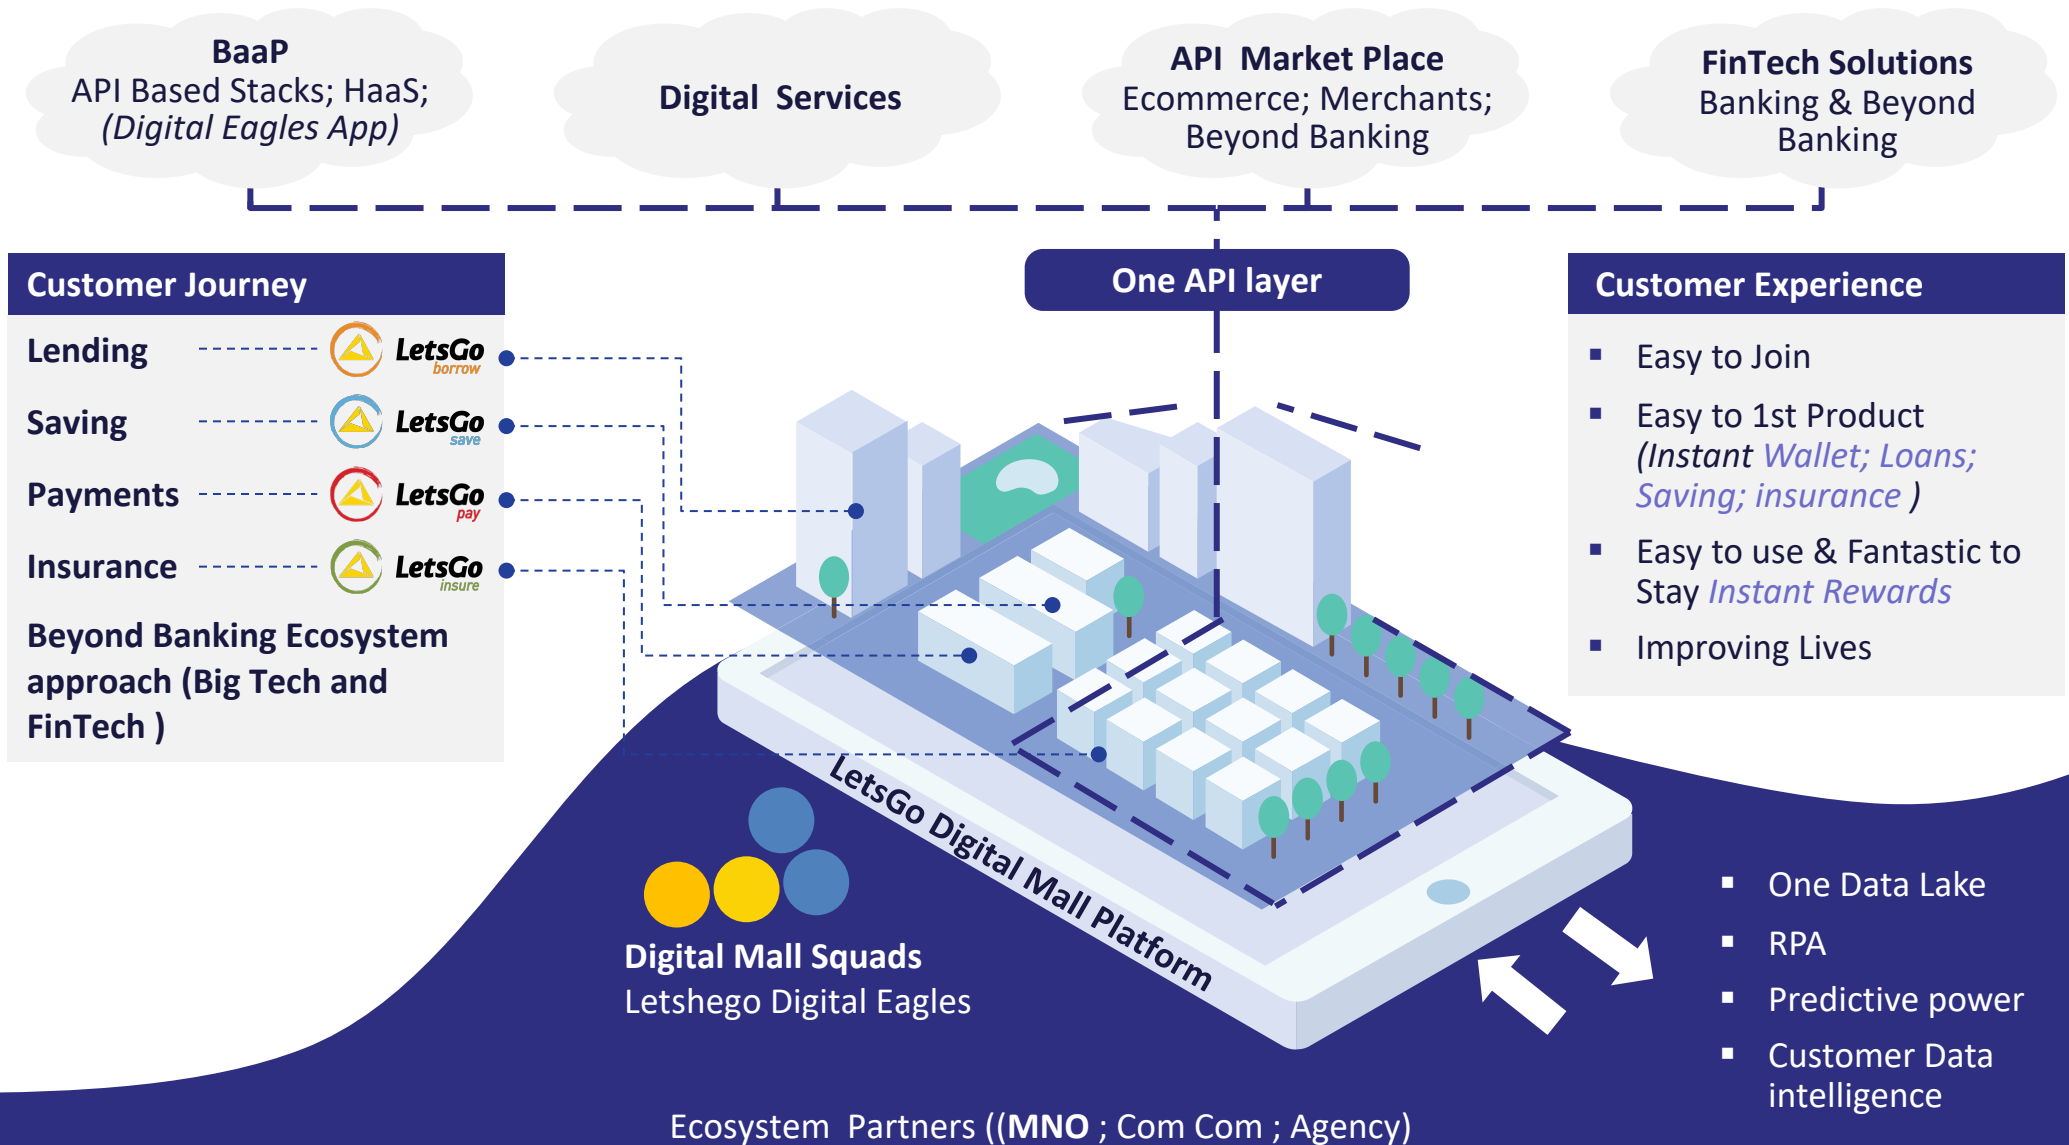 BaaP
API Based Stacks; HaaS;
(Digital Eagles App)
Digital Services
API Market Place
Ecommerce; Merchants;
Beyond Banking
FinTech Solutions
Banking & Beyond
Banking
One API layer
Customer Journey
Lending
LetsGo
borrow
Saving
LetsGo
save
Payments
LetsGo
pay
Insurance
LetsGo
insure
Beyond Banking Ecosystem
approach (Big Tech and
FinTech )
Customer Experience
▪ Easy to Join
▪ Easy to 1st Product
(Instant Wallet; Loans;
Saving; insurance )
▪ Easy to use & Fantastic to
Stay Instant Rewards
▪ Improving Lives
LetsGo Digital Mall Platform
Digital Mall Squads
Letshego Digital Eagles
▪ One Data Lake
▪ RPA
▪ Predictive power
▪ Customer Data
intelligence
Ecosystem Partners ((MNO ; Com Com ; Agency)